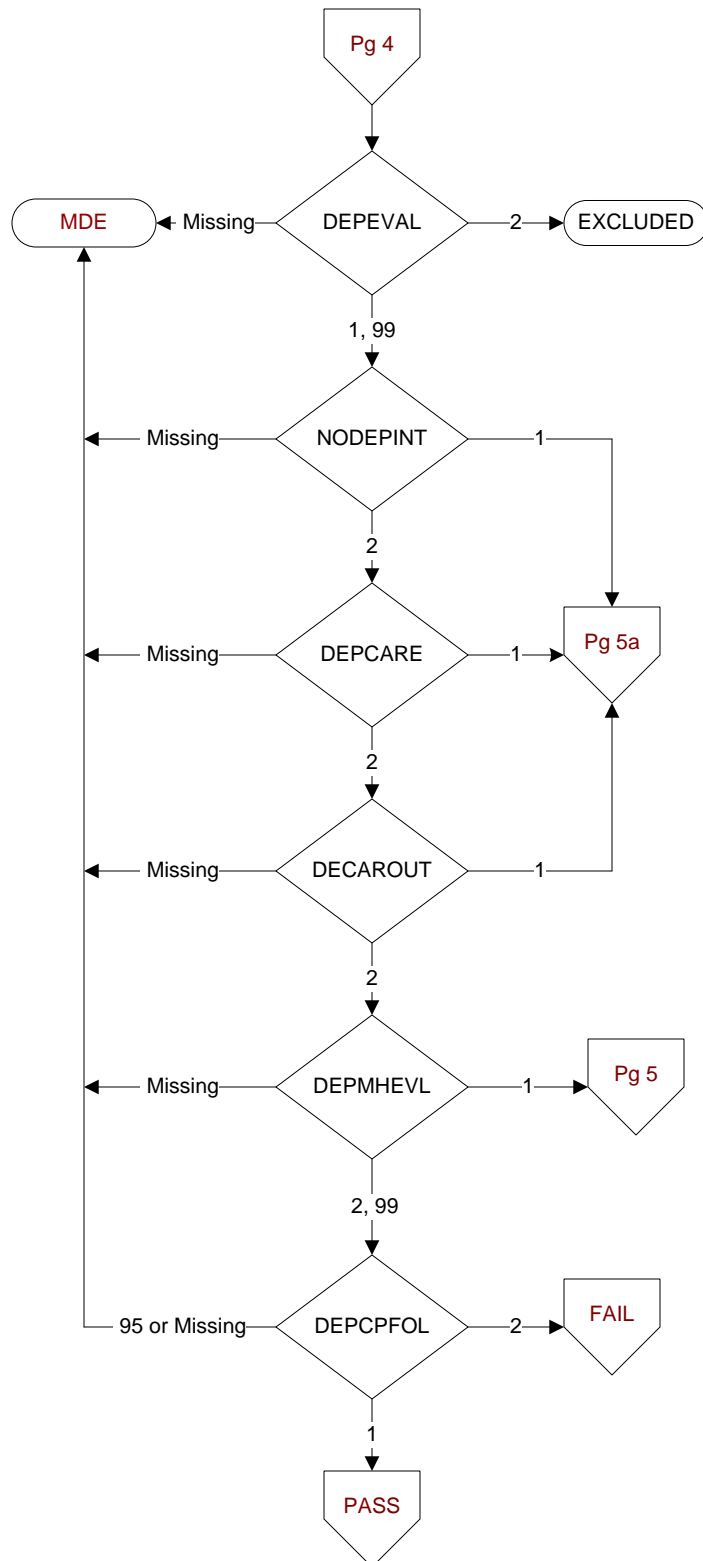 Pg 4
MDE
Missing
DEPEVAL
2
EXCLUDED
1, 99
Missing
NODEPINT
1
2
Missing
DEPCARE
1
Pg 5a
2
Missing
DECAROUT
1
2
Missing
DEPMHEVL
1
Pg 5
2, 99
95 or Missing
DEPCPFOL
2
FAIL
1
PASS